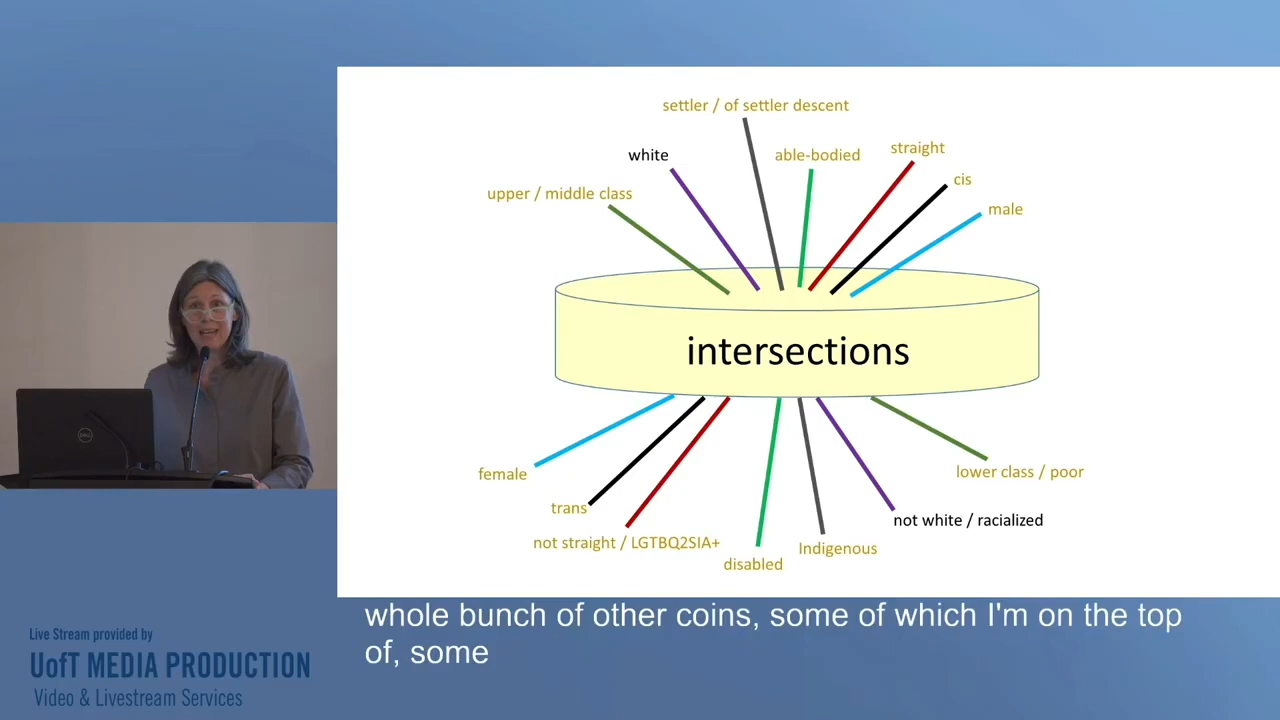 settler / of settler descent
white
able-bodied
straight
upper / middle class
cis
male
intersections
female
lower class / poor
trans
not white / racialized
not straight / LGTBQ2SIA+
Indigenous
disabled
DELL
whole bunch of other coins, some of which I'm on the top
of, some
Live Stream provided by
UofT MEDIA PRODUCTION
Video & Livestream Services